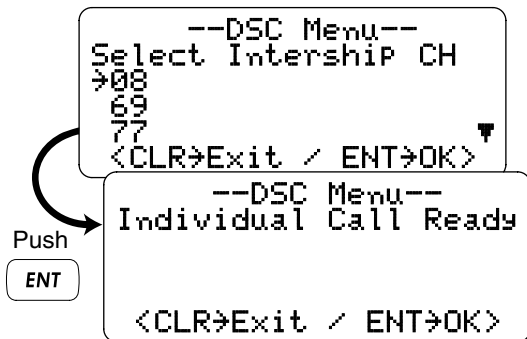 --DSC Menu--
Select Intership CH
→08
69
77
<CLR→Exit / ENT→OK>
--DSC Menu--
Individual Call Ready
<CLR→Exit / ENT→OK>
Push
ENT